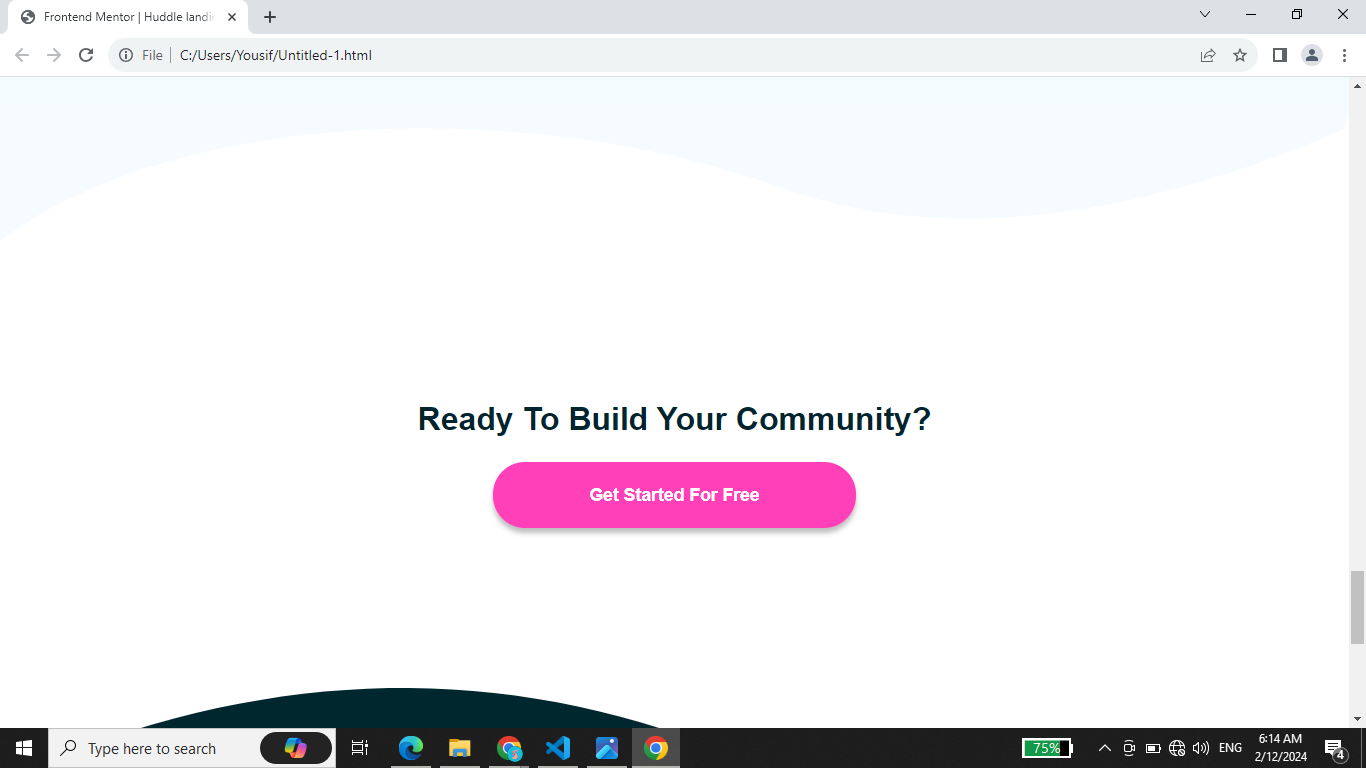 Frontend Mentor | Huddle landin
File
C:/Users/Yousif/Untitled-1.html
Ready To Build Your Community?
Get Started For Free
Type here to search
75%
ENG
6:14 AM
2/12/2024
4